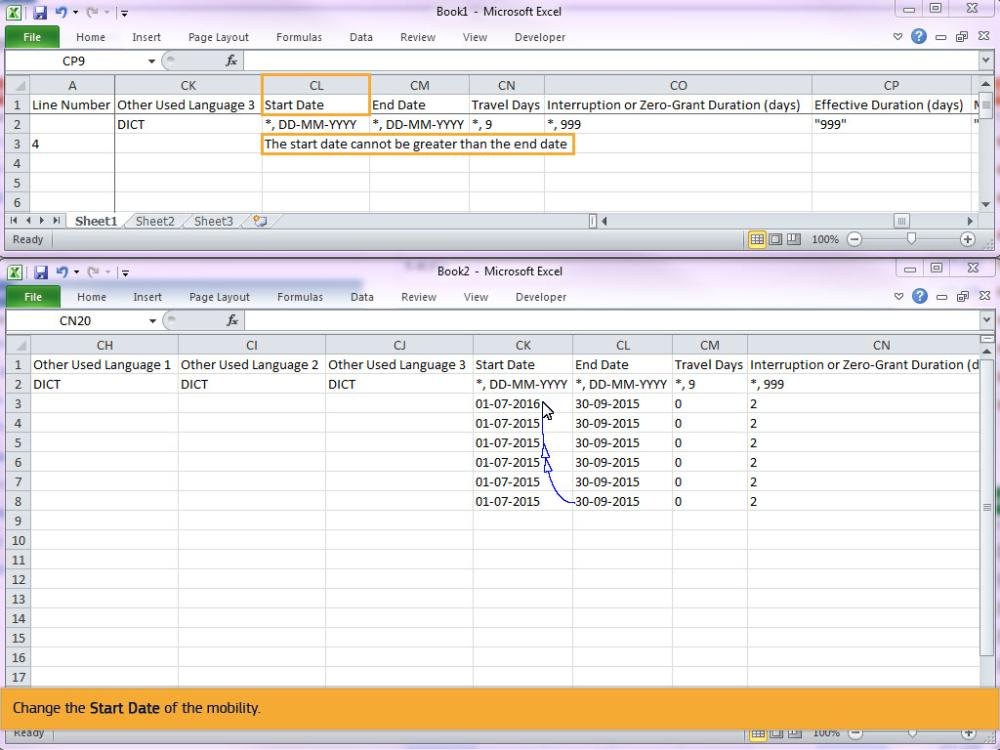 Book1 - Microsoft Excel
File Home Insert Page Layout Formulas Data Review View Developer
CP9 fx
A CK CL CM CN CO CP
1 Line Number Other Used Language 3 Start Date End Date Travel Days Interruption or Zero-Grant Duration (days) Effective Duration (days)
2 DICT *, DD-MM-YYYY *, DD-MM-YYYY *, 9 *, 999 "999" "
3 4 The start date cannot be greater than the end date
4
5
6
Sheet1 Sheet2 Sheet3
Ready 100%
Book2 - Microsoft Excel
File Home Insert Page Layout Formulas Data Review View Developer
CN20 fx
CH CI CJ CK CL CM CN
1 Other Used Language 1 Other Used Language 2 Other Used Language 3 Start Date End Date Travel Days Interruption or Zero-Grant Duration (d
2 DICT DICT DICT *, DD-MM-YYYY *, DD-MM-YYYY *, 9 *, 999
3 01-07-2016 30-09-2015 0 2
4 01-07-2015 30-09-2015 0 2
5 01-07-2015 30-09-2015 0 2
6 01-07-2015 30-09-2015 0 2
7 01-07-2015 30-09-2015 0 2
8 01-07-2015 30-09-2015 0 2
9
10
11
12
13
14
15
16
17
Change the Start Date of the mobility.
Ready 100%